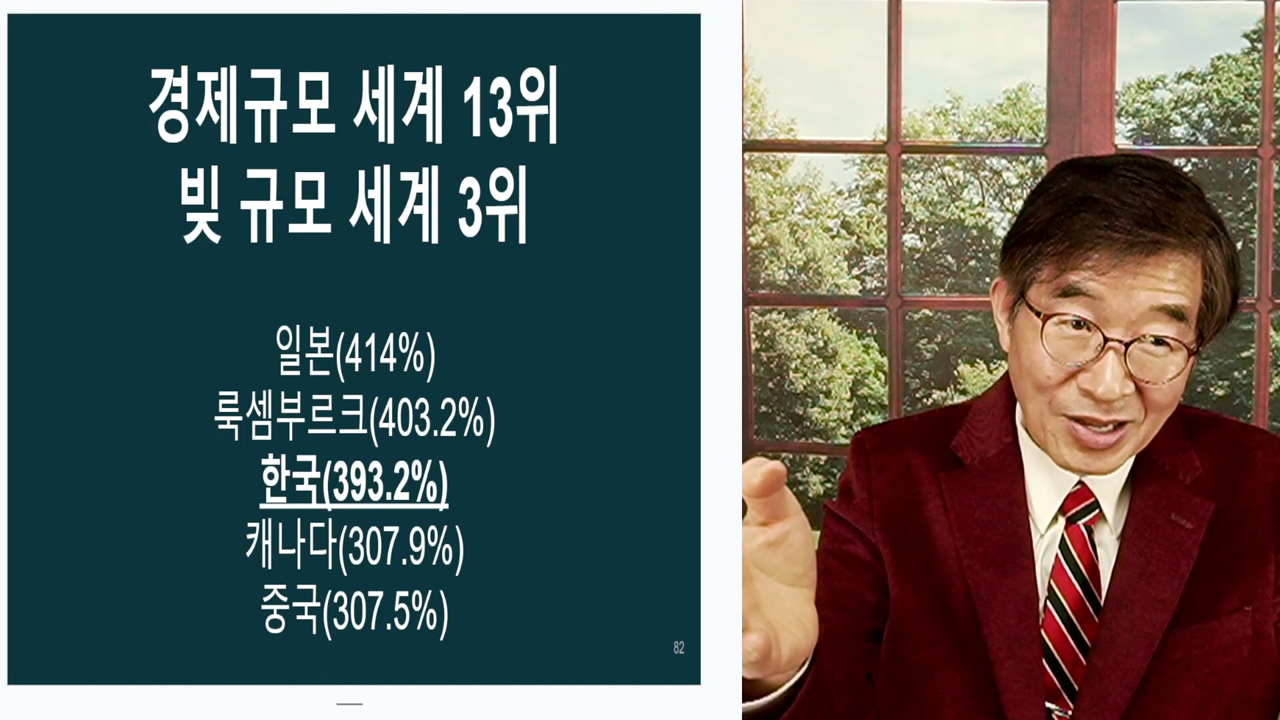 경제규모 세계 13위
빚 규모 세계 3위
일본(414%)
룩셈부르크(403.2%)
한국(393.2%)
캐나다(307.9%)
중국(307.5%)
82